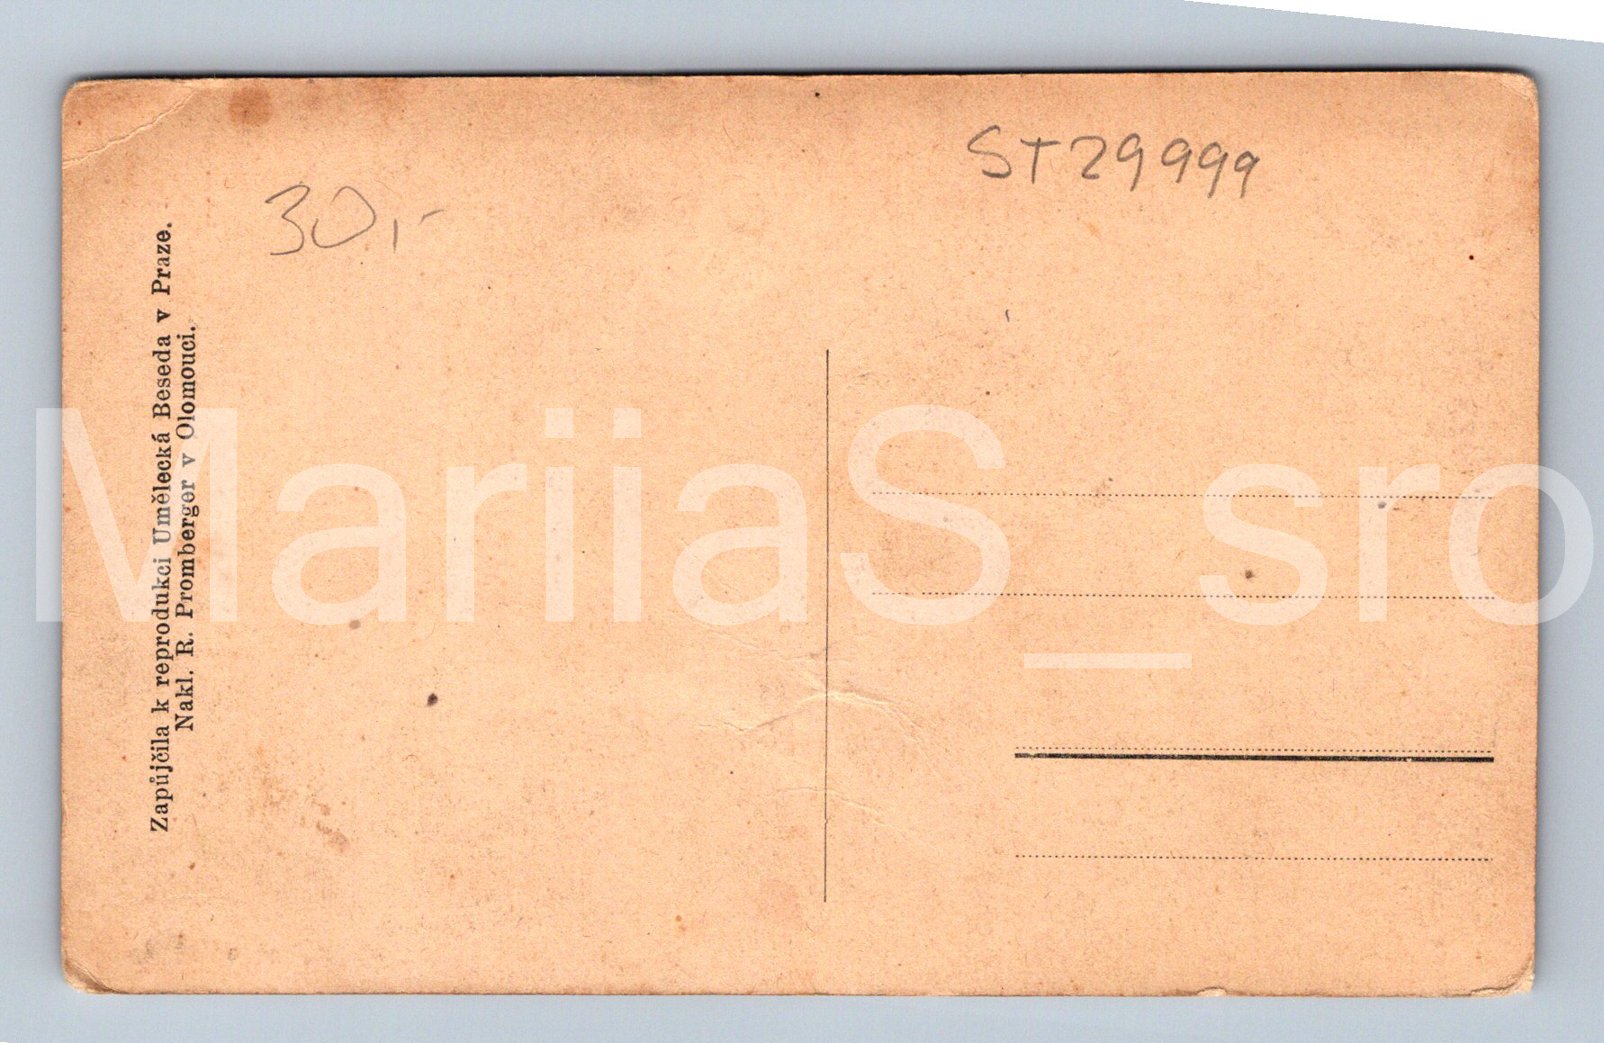 ST29999
30,-
Zapůjčila k reprodukci Umělecká Beseda v Praze.
Nakl. R. Promberger v Olomouci.
MariiaS_sro